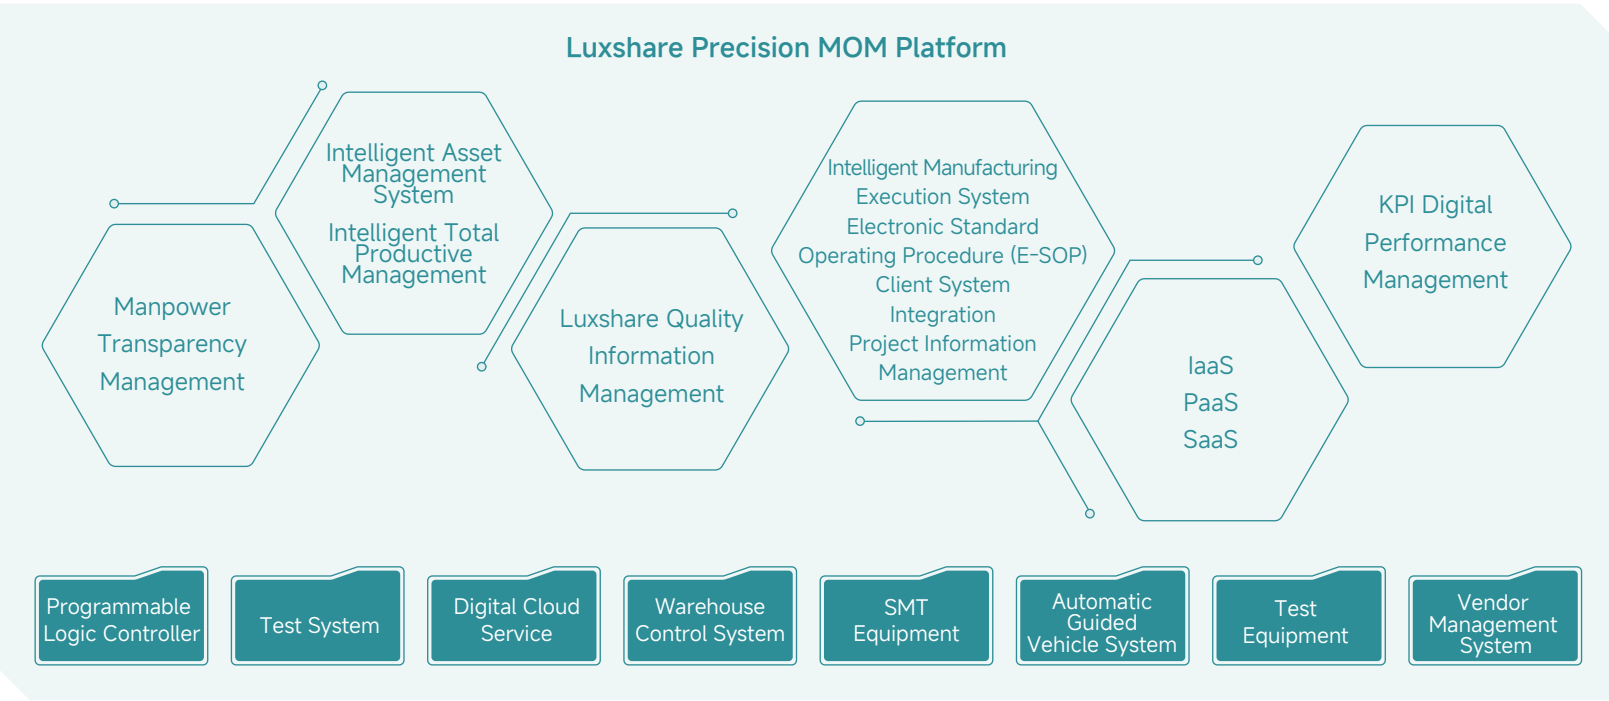 Luxshare Precision MOM Platform
Manpower
Transparency
Management
Intelligent Asset
Management
System
Intelligent Total
Productive
Management
Luxshare Quality
Information
Management
Intelligent Manufacturing
Execution System
Electronic Standard
Operating Procedure (E-SOP)
Client System
Integration
Project Information
Management
IaaS
PaaS
SaaS
KPI Digital
Performance
Management
Programmable
Logic Controller
Test System
Digital Cloud
Service
Warehouse
Control System
SMT
Equipment
Automatic
Guided
Vehicle System
Test
Equipment
Vendor
Management
System